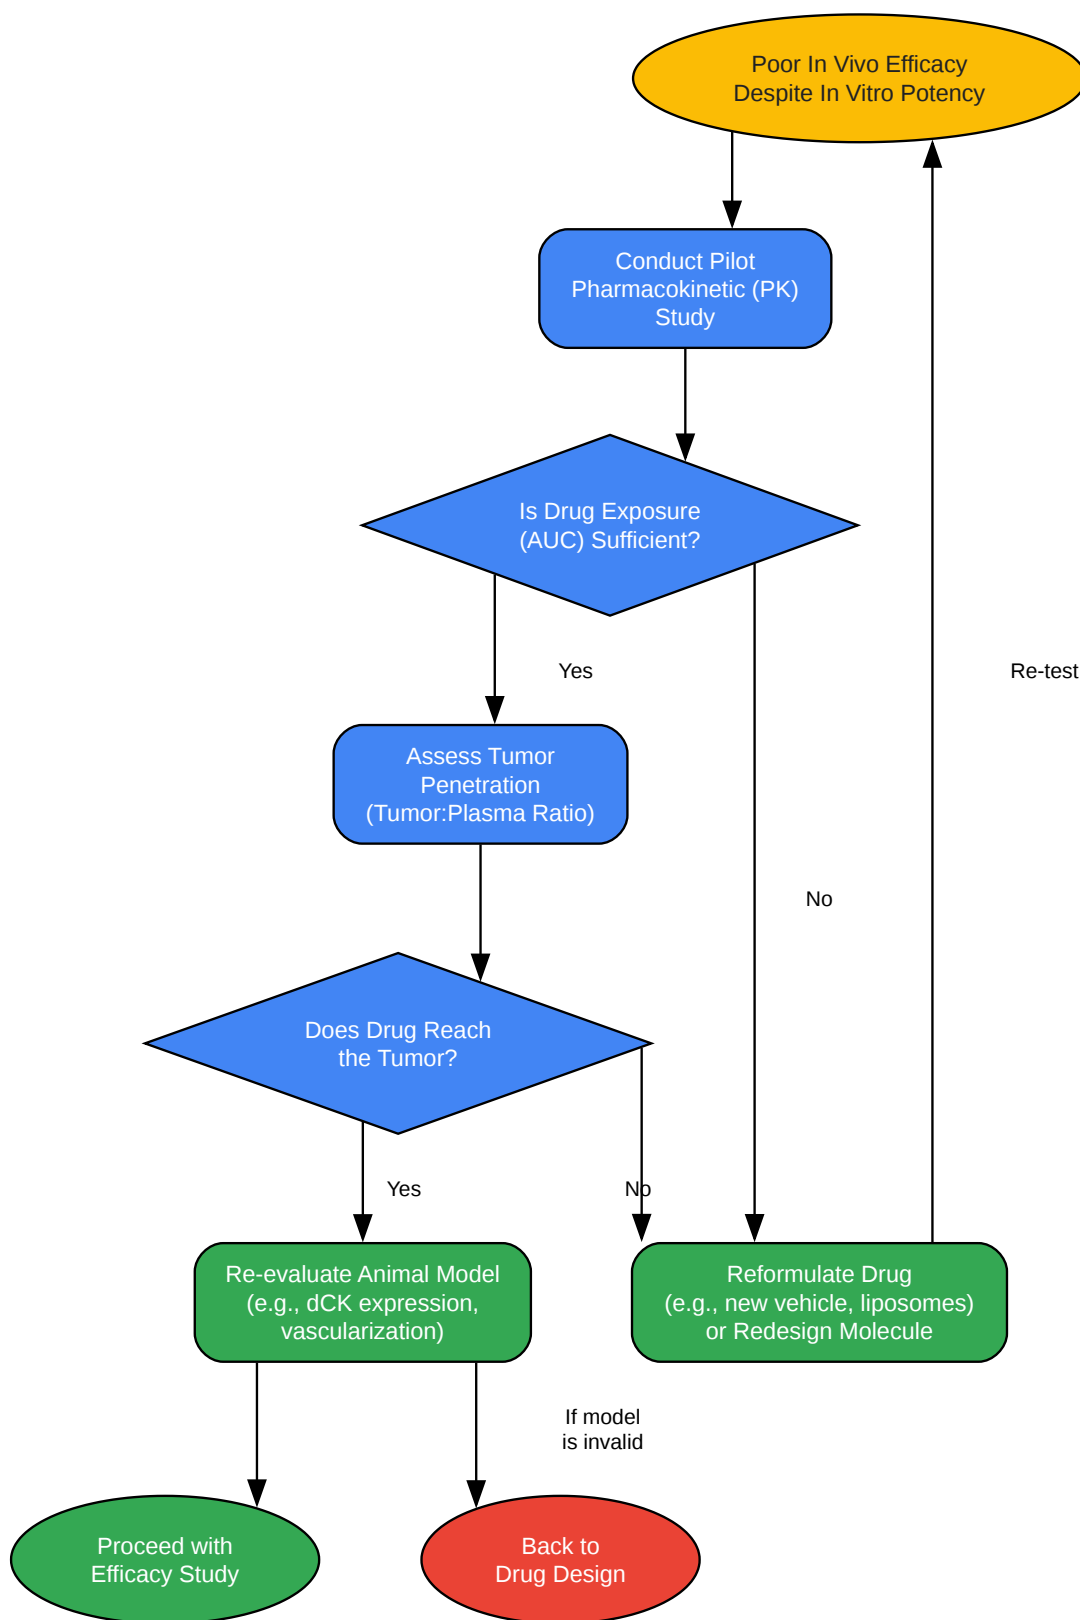 Poor In Vivo Efficacy
Despite In Vitro Potency
Conduct Pilot
Pharmacokinetic (PK)
Study
Is Drug Exposure
(AUC) Sufficient?
Yes
Re-test
Assess Tumor
Penetration
(Tumor:Plasma Ratio)
No
Does Drug Reach
the Tumor?
Yes
No
Re-evaluate Animal Model
(e.g., dCK expression,
vascularization)
Reformulate Drug
(e.g., new vehicle, liposomes)
or Redesign Molecule
If model
is invalid
Proceed with
Efficacy Study
Back to
Drug Design